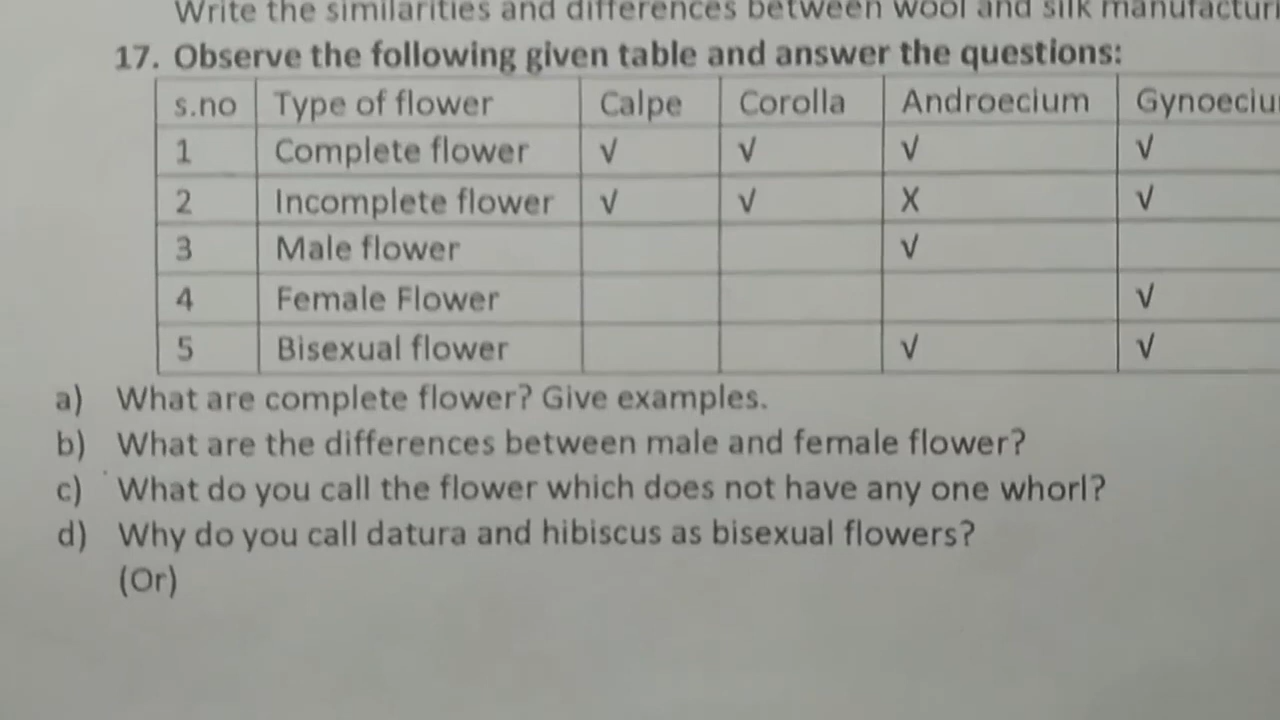 Write the similarities and differences between wool and silk
17. Observe the following given table and answer the questions:
s.no Type of flower Calpe Corolla Androecium
1 Complete flower √ √ √ √
2 Incomplete flower √ √ X √
3 Male flower √
4 Female Flower √
5 Bisexual flower √ √
a) What are complete flower? Give examples.
b) What are the differences between male and female flower?
c) What do you call the flower which does not have any one whorl?
d) Why do you call datura and hibiscus as bisexual flowers?
(Or)